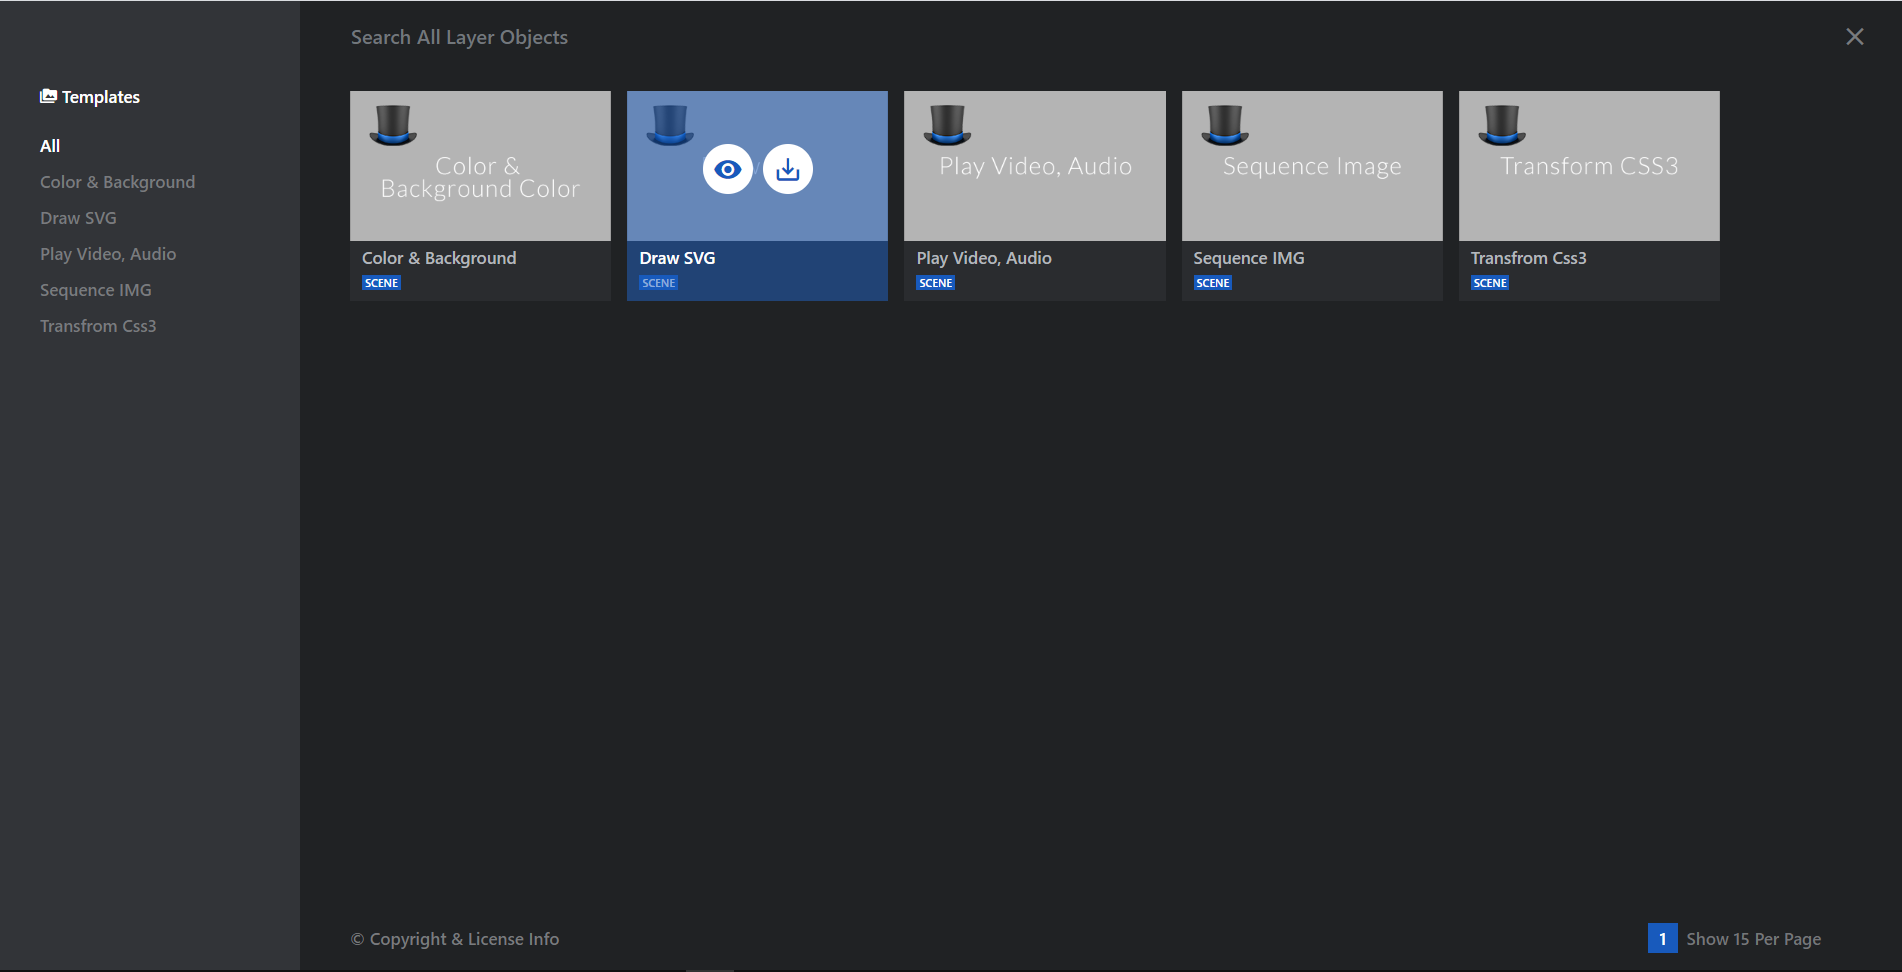 Search All Layer Objects
Templates
All
Color & Background
Draw SVG
Play Video, Audio
Sequence IMG
Transfrom Css3
Color &
Background Color
Color & Background
SCENE
Draw SVG
SCENE
Play Video, Audio
Play Video, Audio
SCENE
Sequence Image
Sequence IMG
SCENE
Transform CSS3
Transfrom Css3
SCENE
© Copyright & License Info
1 Show 15 Per Page